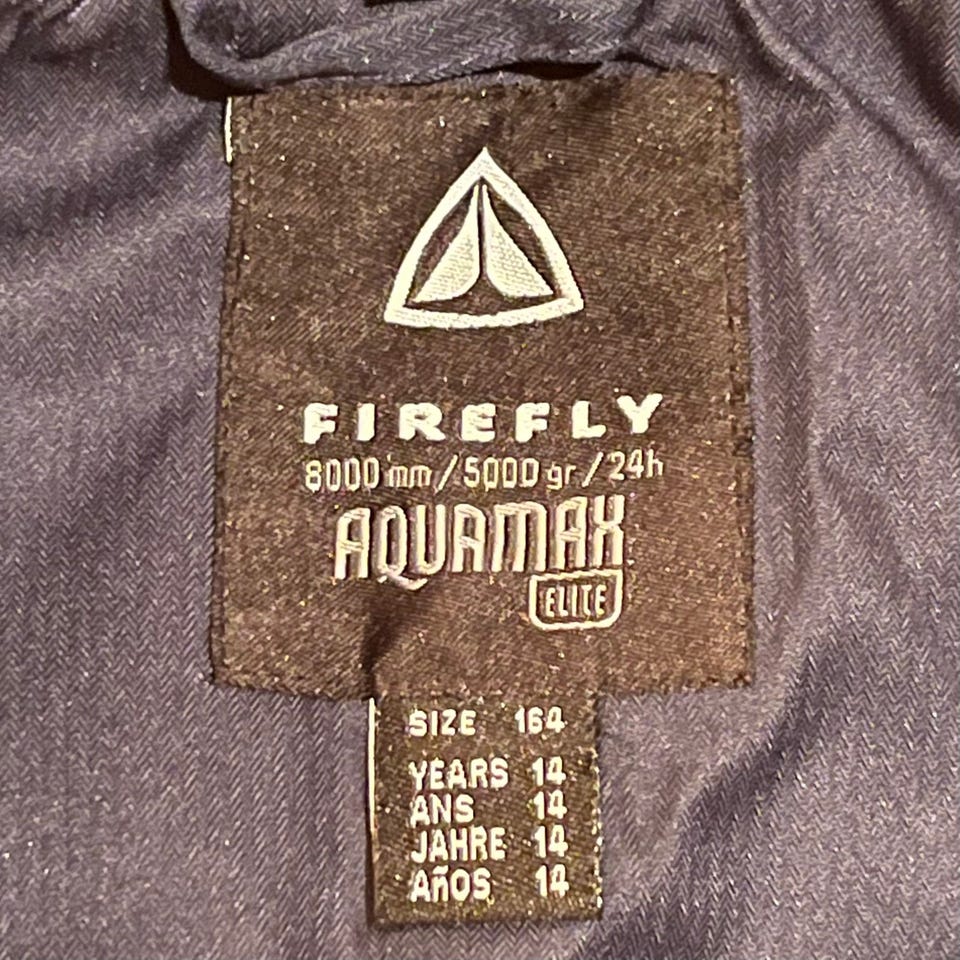 FIREFLY
8000 mm/5000 gr/24h
AQUAMAX
ELITE
SIZE 164
YEARS 14
ANS 14
JAHRE 14
AñOS 14